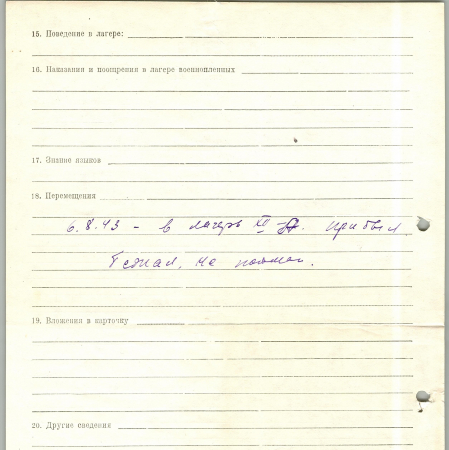 15. Поведение в лагере:
16. Наказания и поощрения в лагере военнопленных
17. Знание языков
18. Перемещения
6.8.43 – в лагерь XI прибыл
Бежал, не пойман.
19. Вложения в карточку
20. Другие сведения